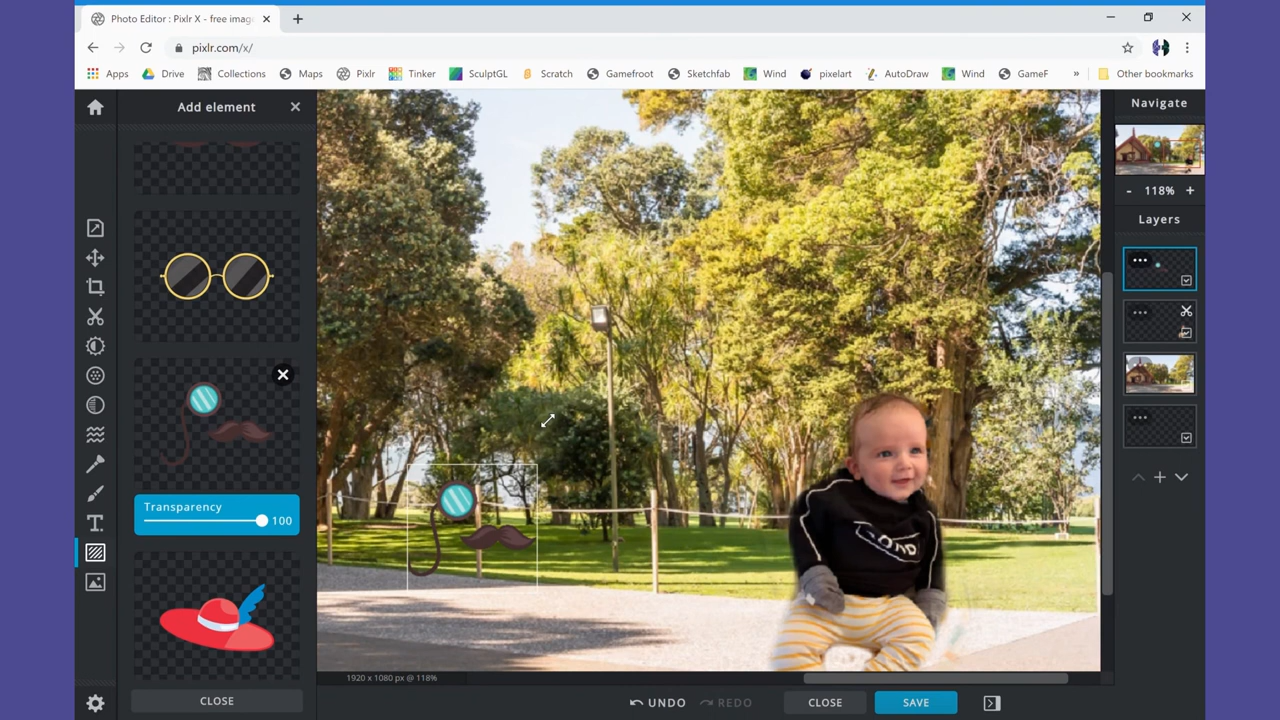 Photo Editor : Pixlr X - free imag
pixlr.com/x/
Apps Drive Collections Maps Pixlr Tinker SculptGL Scratch Gamefroot Sketchfab Wind pixelart AutoDraw Wind GameF » Other bookmarks
Add element
Navigate
- 118% +
Layers
Transparency
100
CLOSE
1920 x 1080 px @ 118%
UNDO REDO CLOSE SAVE